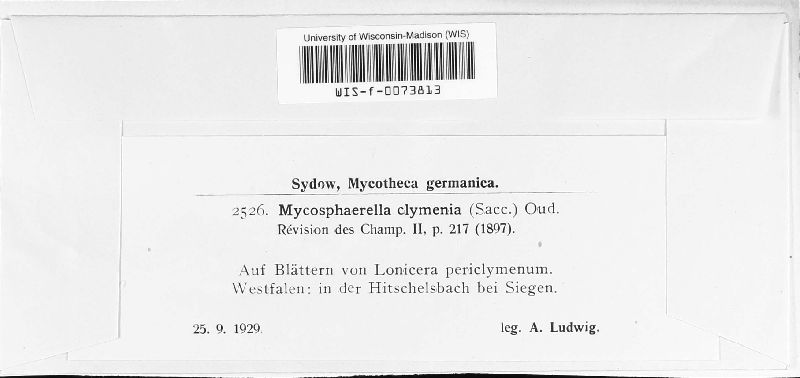 University of Wisconsin-Madison (WIS)
WIS-f-0073813
Sydow, Mycotheca germanica.
2526. Mycosphaerella clymenia (Sacc.) Oud.
Révision des Champ. II, p. 217 (1897).
Auf Blättern von Lonicera periclymenum.
Westfalen: in der Hitschelsbach bei Siegen.
25. 9. 1929. leg. A. Ludwig.